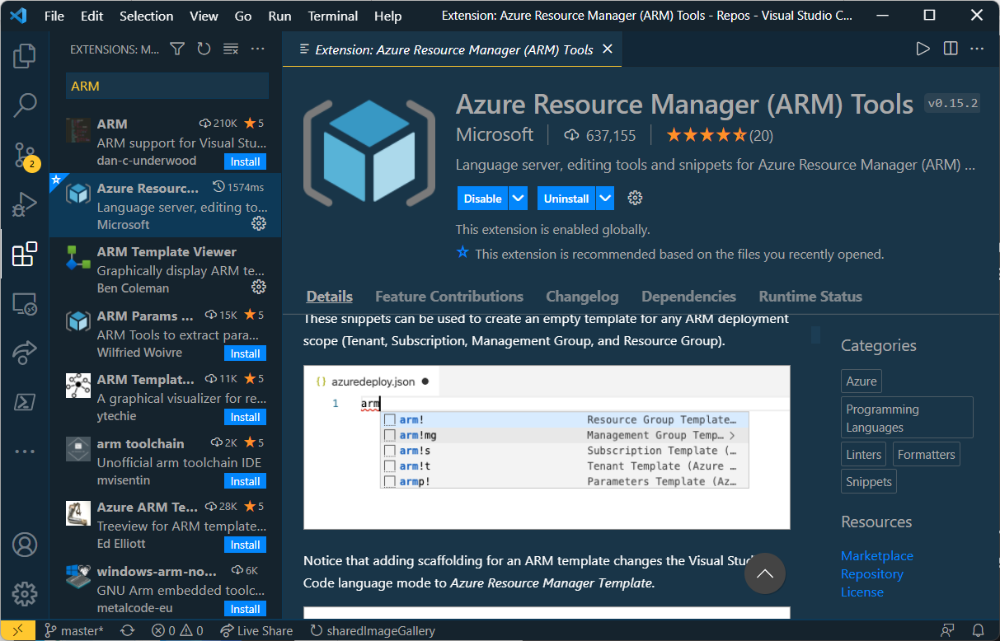 File Edit Selection View Go Run Terminal Help Extension: Azure Resource Manager (ARM) Tools - Repos - Visual Studio C...
EXTENSIONS: M...
Extension: Azure Resource Manager (ARM) Tools
ARM
ARM 210K 5
ARM support for Visual Stu...
dan-c-underwood Install
2
Azure Resourc... 1574ms
Language server, editing to...
Microsoft
ARM Template Viewer
Graphically display ARM te...
Ben Coleman
ARM Params ... 15K 5
ARM Tools to extract para...
Wilfried Woivre Install
ARM Templat... 11K 5
A graphical visualizer for re...
ytechie Install
arm toolchain 2K 5
Unofficial arm toolchain IDE
mvisentin Install
Azure ARM Te... 28K 5
Treeview for ARM template...
Ed Elliott Install
windows-arm-no... 6K
GNU Arm embedded toolc...
metalcode-eu Install
Azure Resource Manager (ARM) Tools v0.15.2
Microsoft 637,155 (20)
Language server, editing tools and snippets for Azure Resource Manager (ARM) ...
Disable Uninstall
This extension is enabled globally.
This extension is recommended based on the files you recently opened.
Details Feature Contributions Changelog Dependencies Runtime Status
These snippets can be used to create an empty template for any ARM deployment
scope (Tenant, Subscription, Management Group, and Resource Group).
{} azuredeploy.json
1 arm
arm! Resource Group Template…
arm!mg Management Group Temp…
arm!s Subscription Template (…
arm!t Tenant Template (Azure …
armp! Parameters Template (Az…
Notice that adding scaffolding for an ARM template changes the Visual Stud
Code language mode to Azure Resource Manager Template.
Categories
Azure
Programming
Languages
Linters Formatters
Snippets
Resources
Marketplace
Repository
License
master* 0 0 Live Share sharedImageGallery